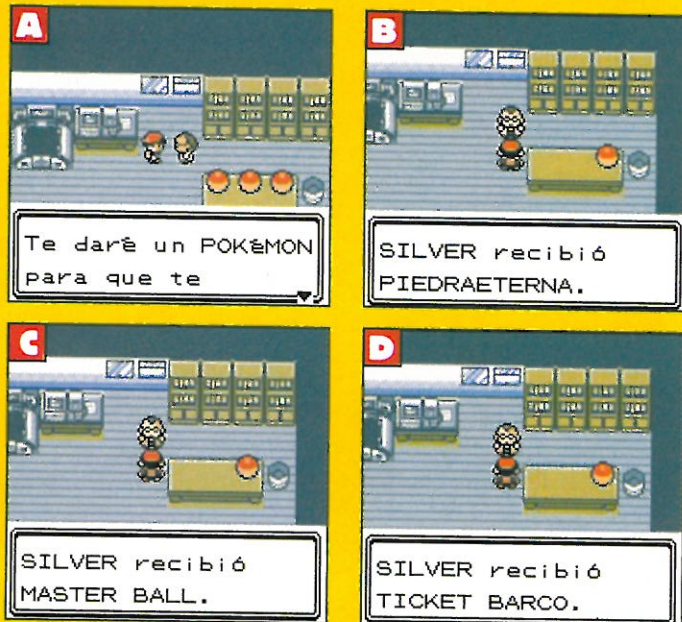 A
Te daré un POKéMON
para que te
B
SILVER recibió
PIEDRAETERNA.
C
SILVER recibió
MASTER BALL.
D
SILVER recibió
TICKET BARCO.